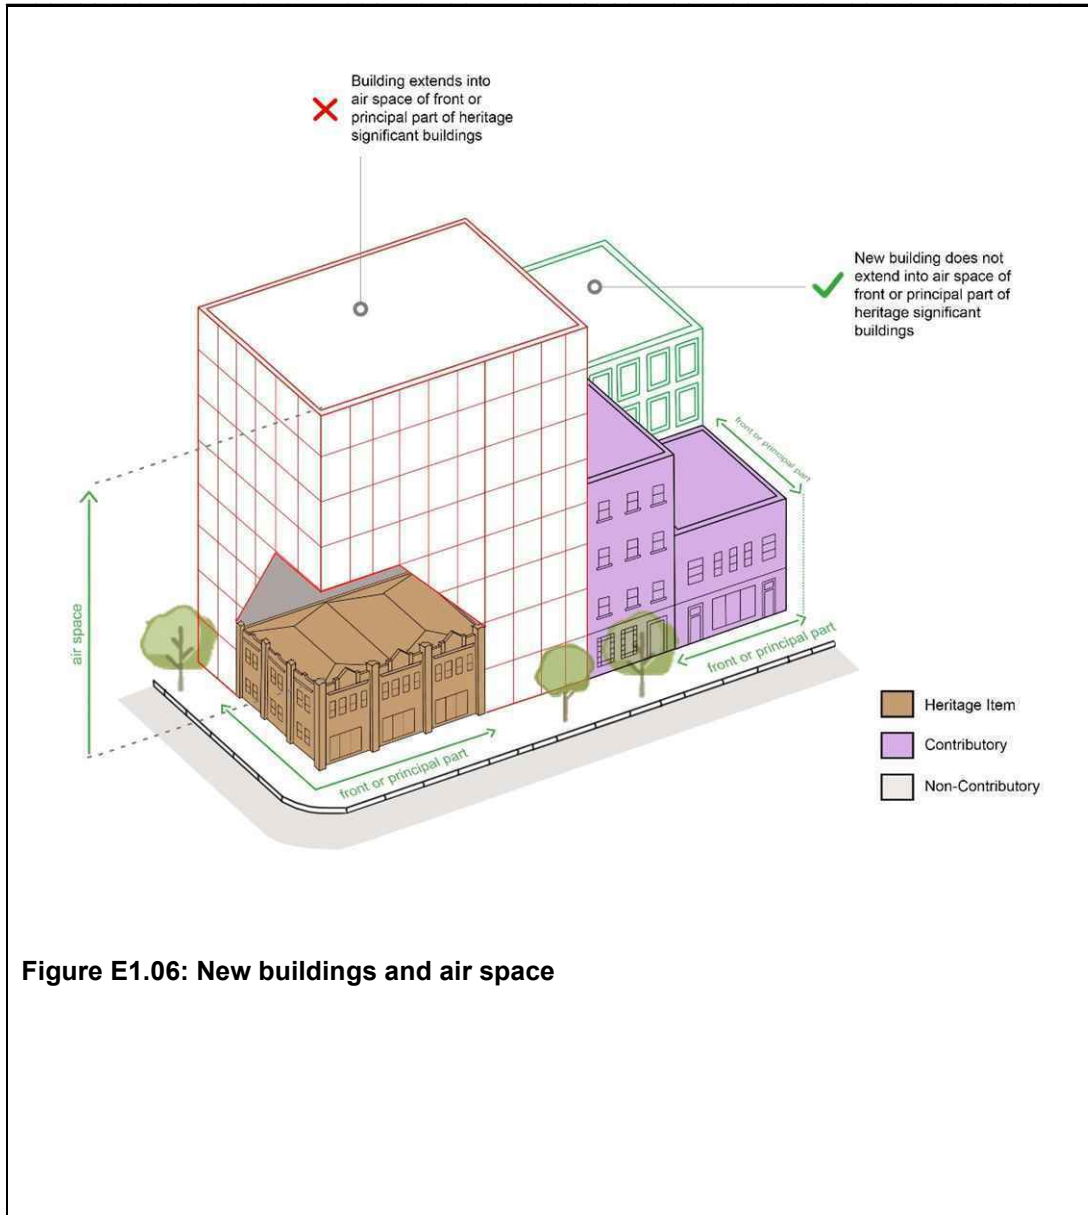 Building extends into
air space of front or
principal part of heritage
significant buildings
New building does not
extend into air space of
front or principal part of
heritage significant
buildings
front or principal part
air space
front or principal part
front or principal part
Heritage Item
Contributory
Non-Contributory
Figure E1.06: New buildings and air space